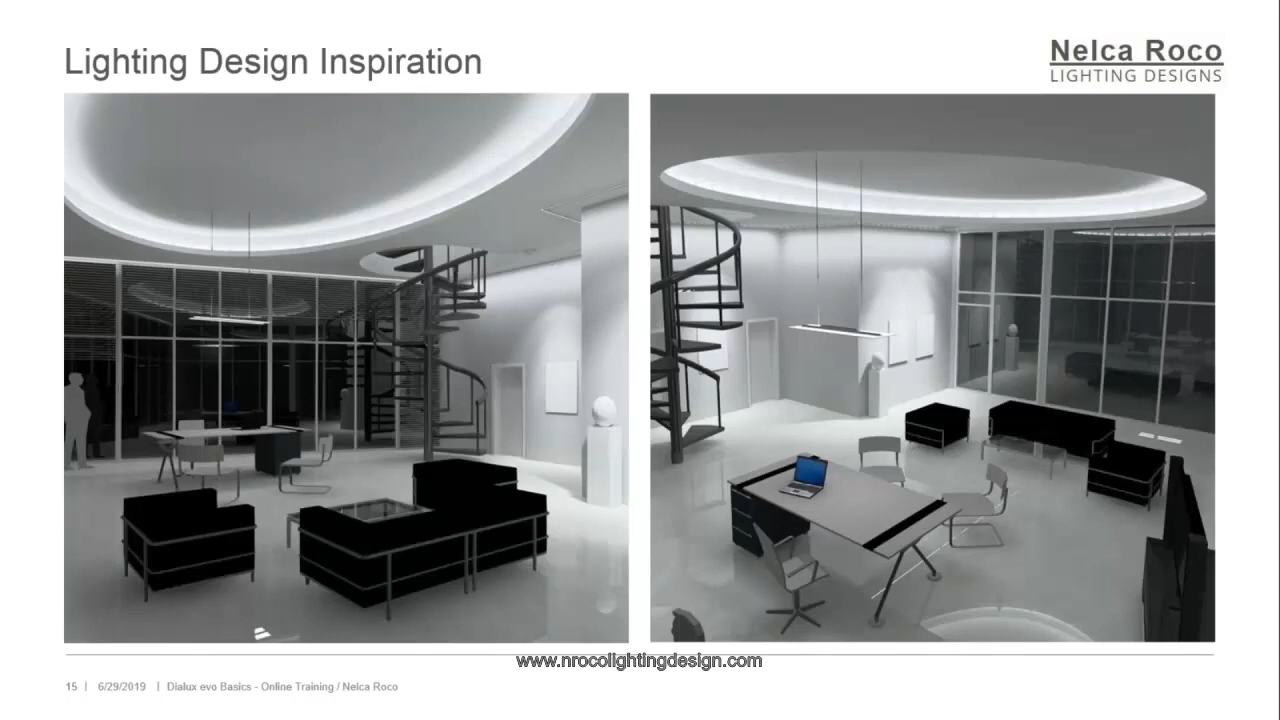 Lighting Design Inspiration
Nelca Roco
LIGHTING DESIGNS
www.nrocolightingdesign.com
15 | 6/29/2019 | Dialux evo Basics - Online Training / Nelca Roco